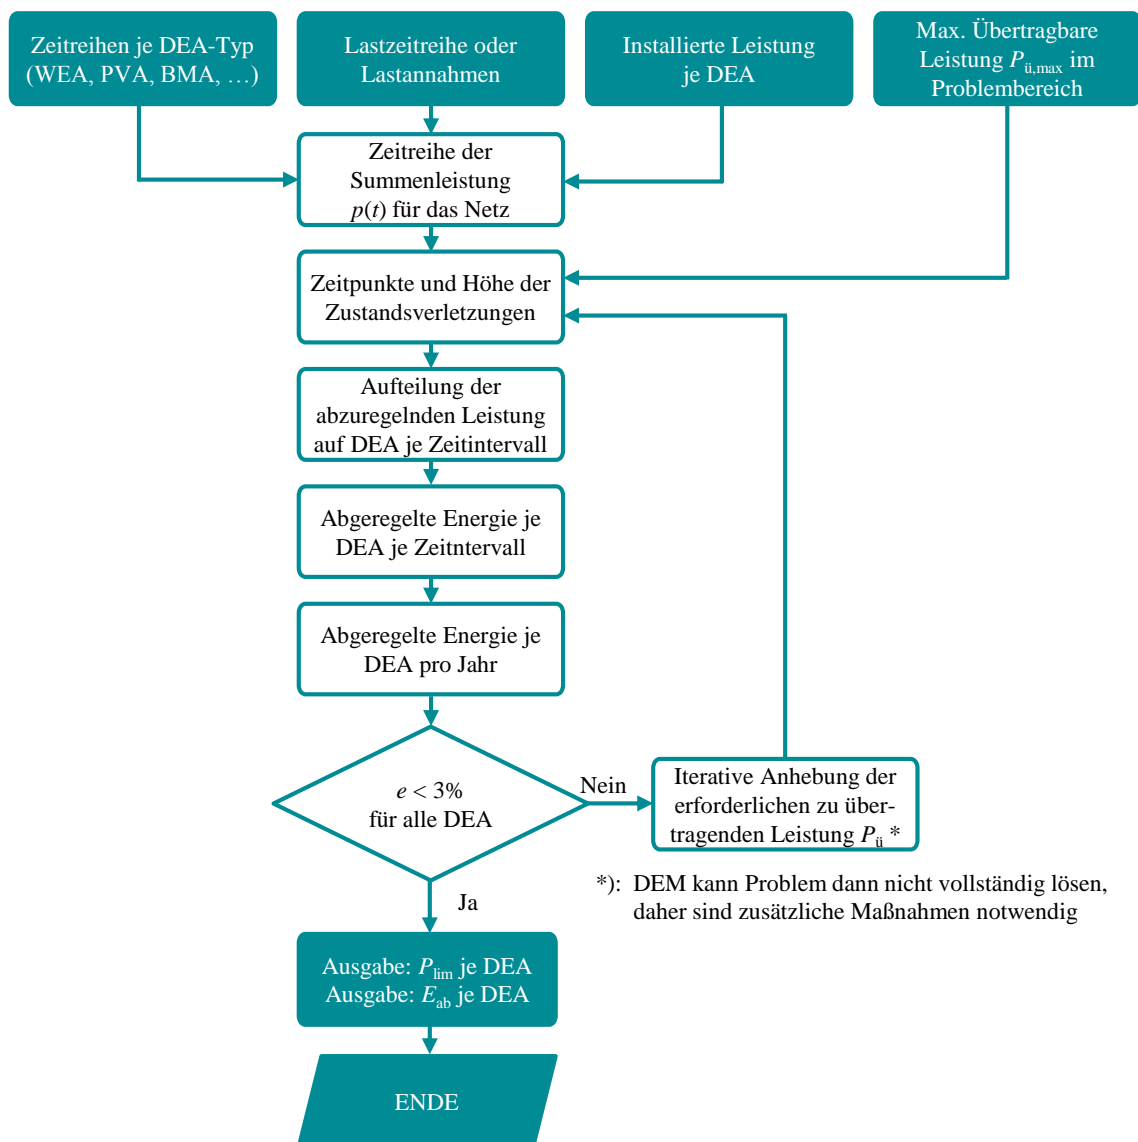 Zeitreihen je DEA-Typ
(WEA, PVA, BMA, …)
Lastzeitreihe oder
Lastannahmen
Installierte Leistung
je DEA
Max. Übertragbare
Leistung P_ü,max im
Problembereich
Zeitreihe der
Summenleistung
p(t) für das Netz
Zeitpunkte und Höhe der
Zustandsverletzungen
Aufteilung der
abzuregelnden Leistung
auf DEA je Zeitintervall
Abgeregelte Energie je
DEA je Zeitntervall
Abgeregelte Energie je
DEA pro Jahr
e < 3%
für alle DEA
Nein
Iterative Anhebung der
erforderlichen zu über-
tragenden Leistung P_ü *
*): DEM kann Problem dann nicht vollständig lösen,
daher sind zusätzliche Maßnahmen notwendig
Ja
Ausgabe: P_lim je DEA
Ausgabe: E_ab je DEA
ENDE